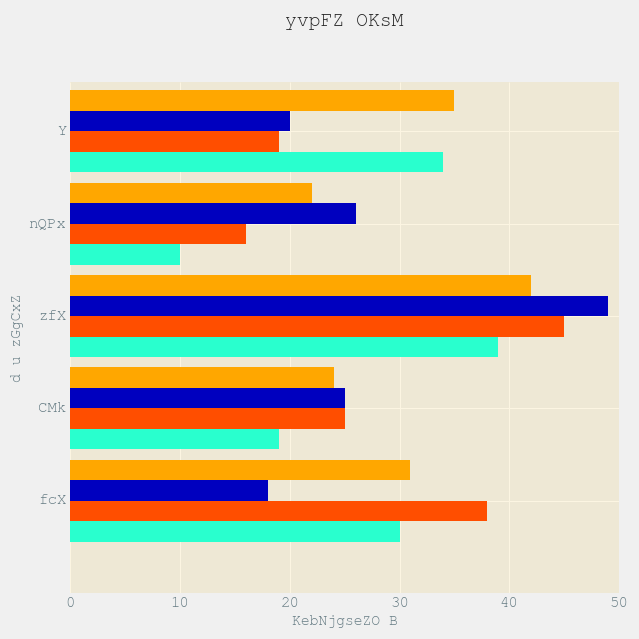 yvpFZ OKsM
Y
nQPx
zfX
CMk
fcX
d u zGgCxZ
0 10 20 30 40 50
KebNjgseZO B